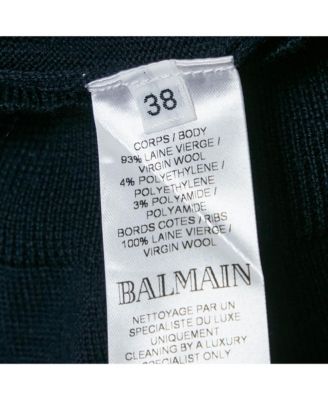 38
CORPS / BODY
93% LAINE VIERGE /
VIRGIN WOOL
4% POLYETHYLENE /
POLYETHYLENE
3% POLYAMIDE /
POLYAMIDE
BORDS COTES / RIBS
100% LAINE VIERGE /
VIRGIN WOOL
BALMAIN
NETTOYAGE PAR UN
SPECIALISTE DU LUXE
UNIQUEMENT
CLEANING BY A LUXURY
SPECIALIST ONLY